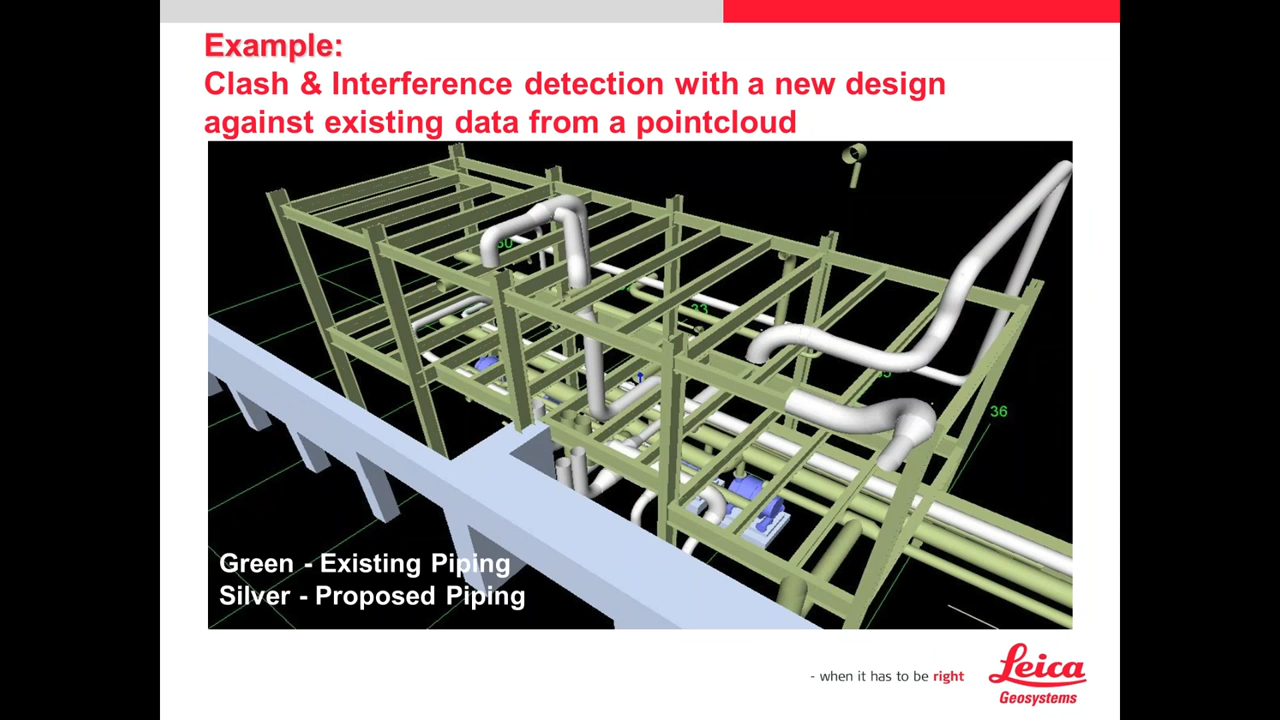 Example:
Clash & Interference detection with a new design
against existing data from a pointcloud
36
Green - Existing Piping
Silver - Proposed Piping
- when it has to be right
Leica
Geosystems